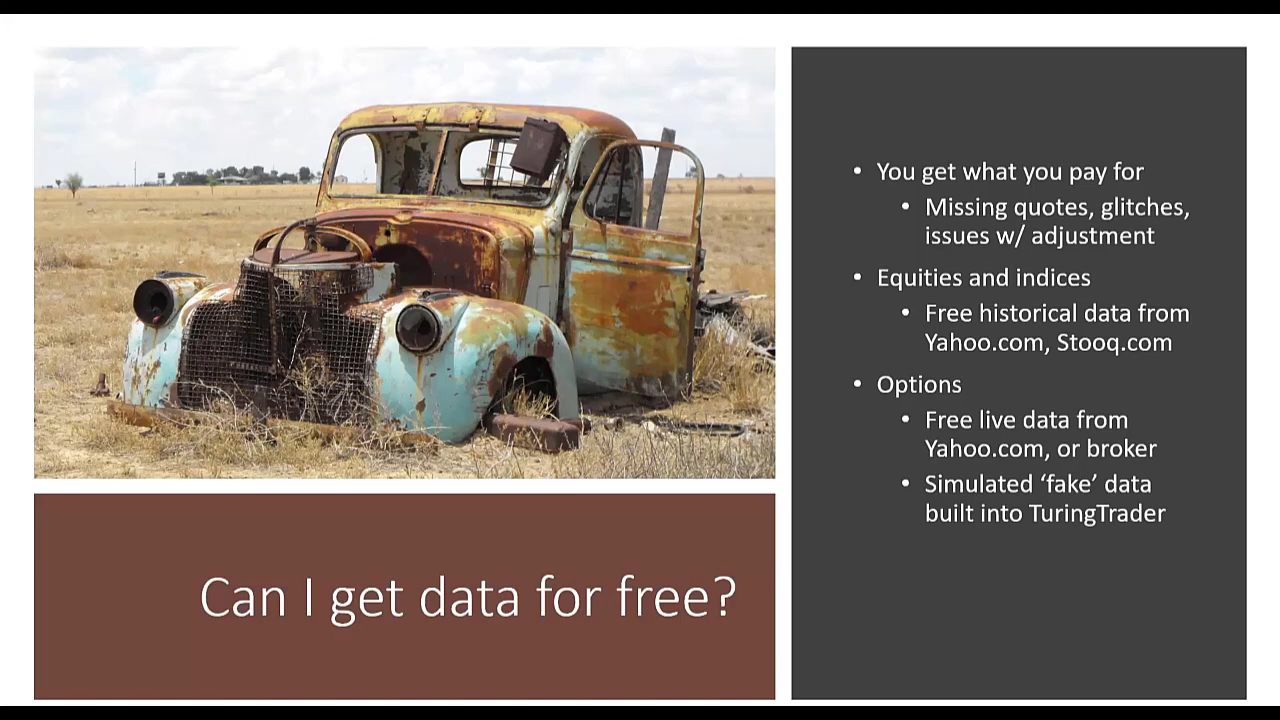 • You get what you pay for
• Missing quotes, glitches,
issues w/ adjustment
• Equities and indices
• Free historical data from
Yahoo.com, Stooq.com
• Options
• Free live data from
Yahoo.com, or broker
• Simulated ‘fake’ data
built into TuringTrader
Can I get data for free?